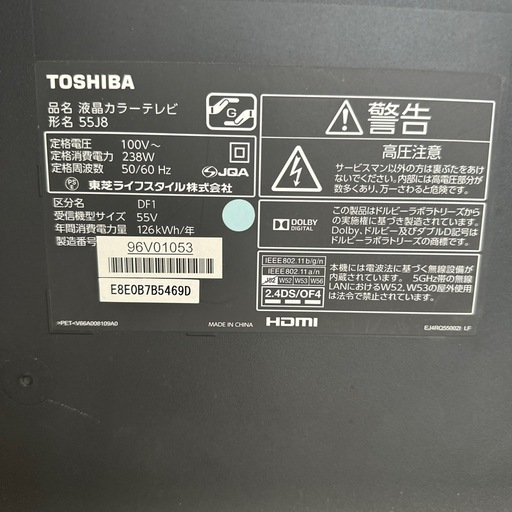 TOSHIBA
品名 液晶カラーテレビ
形名 55J8
G
定格電圧 100V~
定格消費電力 238W
定格周波数 50/60 Hz
JQA
東芝ライフスタイル株式会社
区分名 DF1
受信機型サイズ 55V
年間消費電力量 126kWh/年
製造番号
96V01053
E8E0B7B5469D
>PET<V66A008109A0
MADE IN CHINA
警告
高圧注意
サービスマン以外の方は裏ぶたをあけ
ないでください。内部には高電圧部分が
数多くあり、万一さわると危険です。
DOLBY
DIGITAL
ドルビーラボラトリーズから
の実施権に基づき製造されています。
Dolby、ドルビー及びダブルD記号は
ドルビーラボラトリーズの商標です。
IEEE802.11b/g/n
IEEE802.11a/n
W52 W53 W56
2.4DS/OF4
本機には電波法に基づく無線設備が
内蔵されています。 5GHz帯の無線
LANにおけるW52, W53の屋外使用
は法令で禁止されています。
HDMI
EJ4RQ5500ZI LF